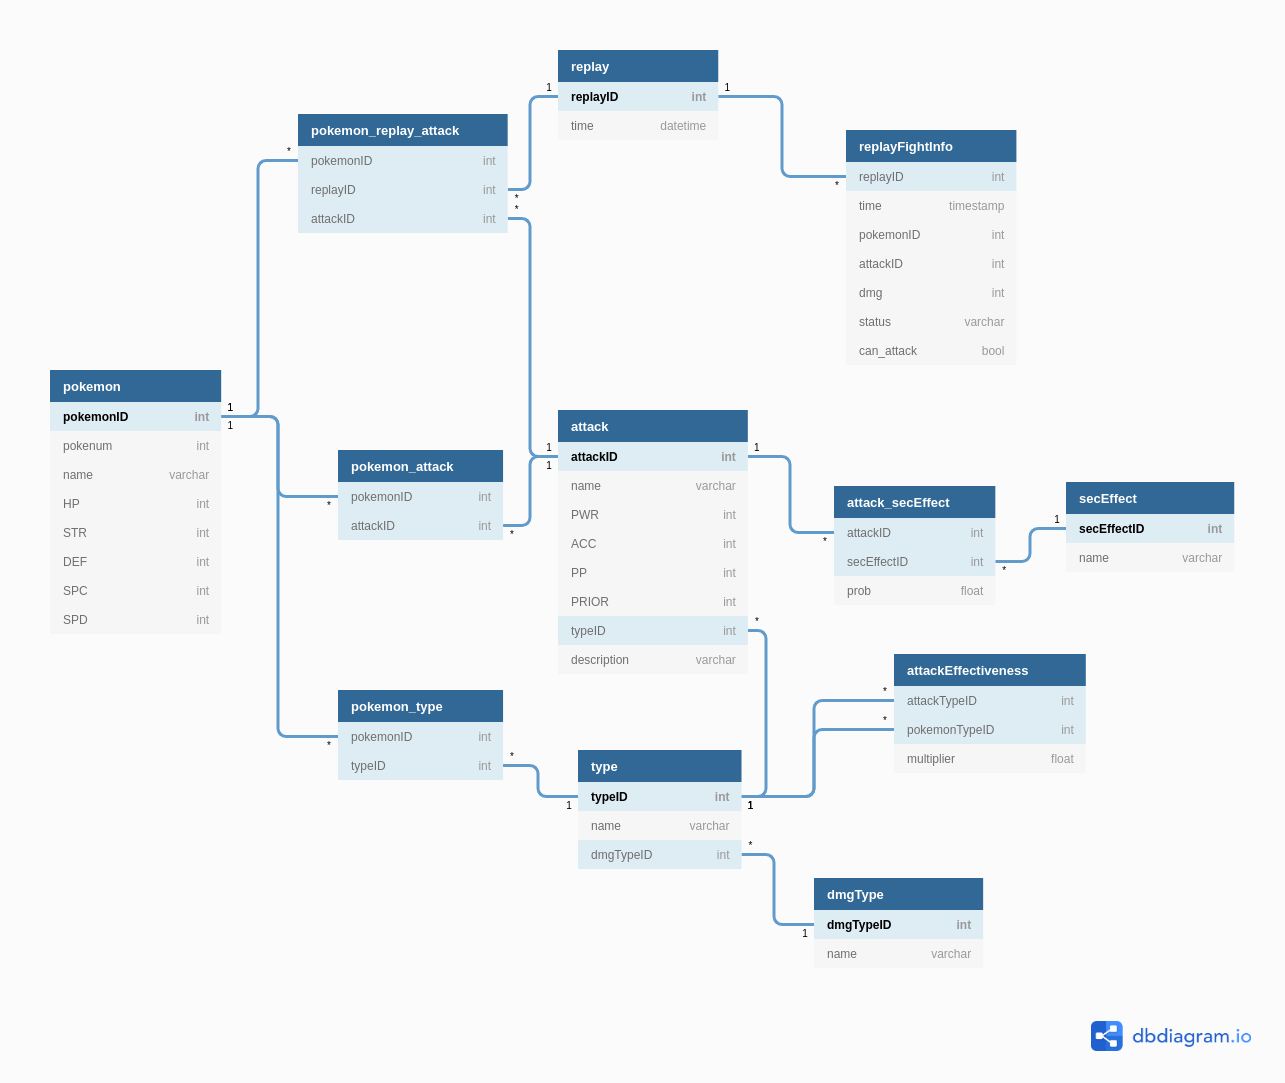 replay
replayID int
time datetime
1
1
*
*
pokemon_replay_attack
pokemonID int
replayID int
attackID int
*
*
replayFightInfo
replayID int
time timestamp
pokemonID int
attackID int
dmg int
status varchar
can_attack bool
*
pokemon
pokemonID int
pokenum int
name varchar
HP int
STR int
DEF int
SPC int
SPD int
1
1
pokemon_attack
pokemonID int
attackID int
*
*
attack
attackID int
name varchar
PWR int
ACC int
PP int
PRIOR int
typeID int
description varchar
1
1
1
*
attack_secEffect
attackID int
secEffectID int
prob float
*
*
secEffect
secEffectID int
name varchar
1
attackEffectiveness
attackTypeID int
pokemonTypeID int
multiplier float
*
*
pokemon_type
pokemonID int
typeID int
*
*
type
typeID int
name varchar
dmgTypeID int
1
1
*
dmgType
dmgTypeID int
name varchar
1
dbdiagram.io